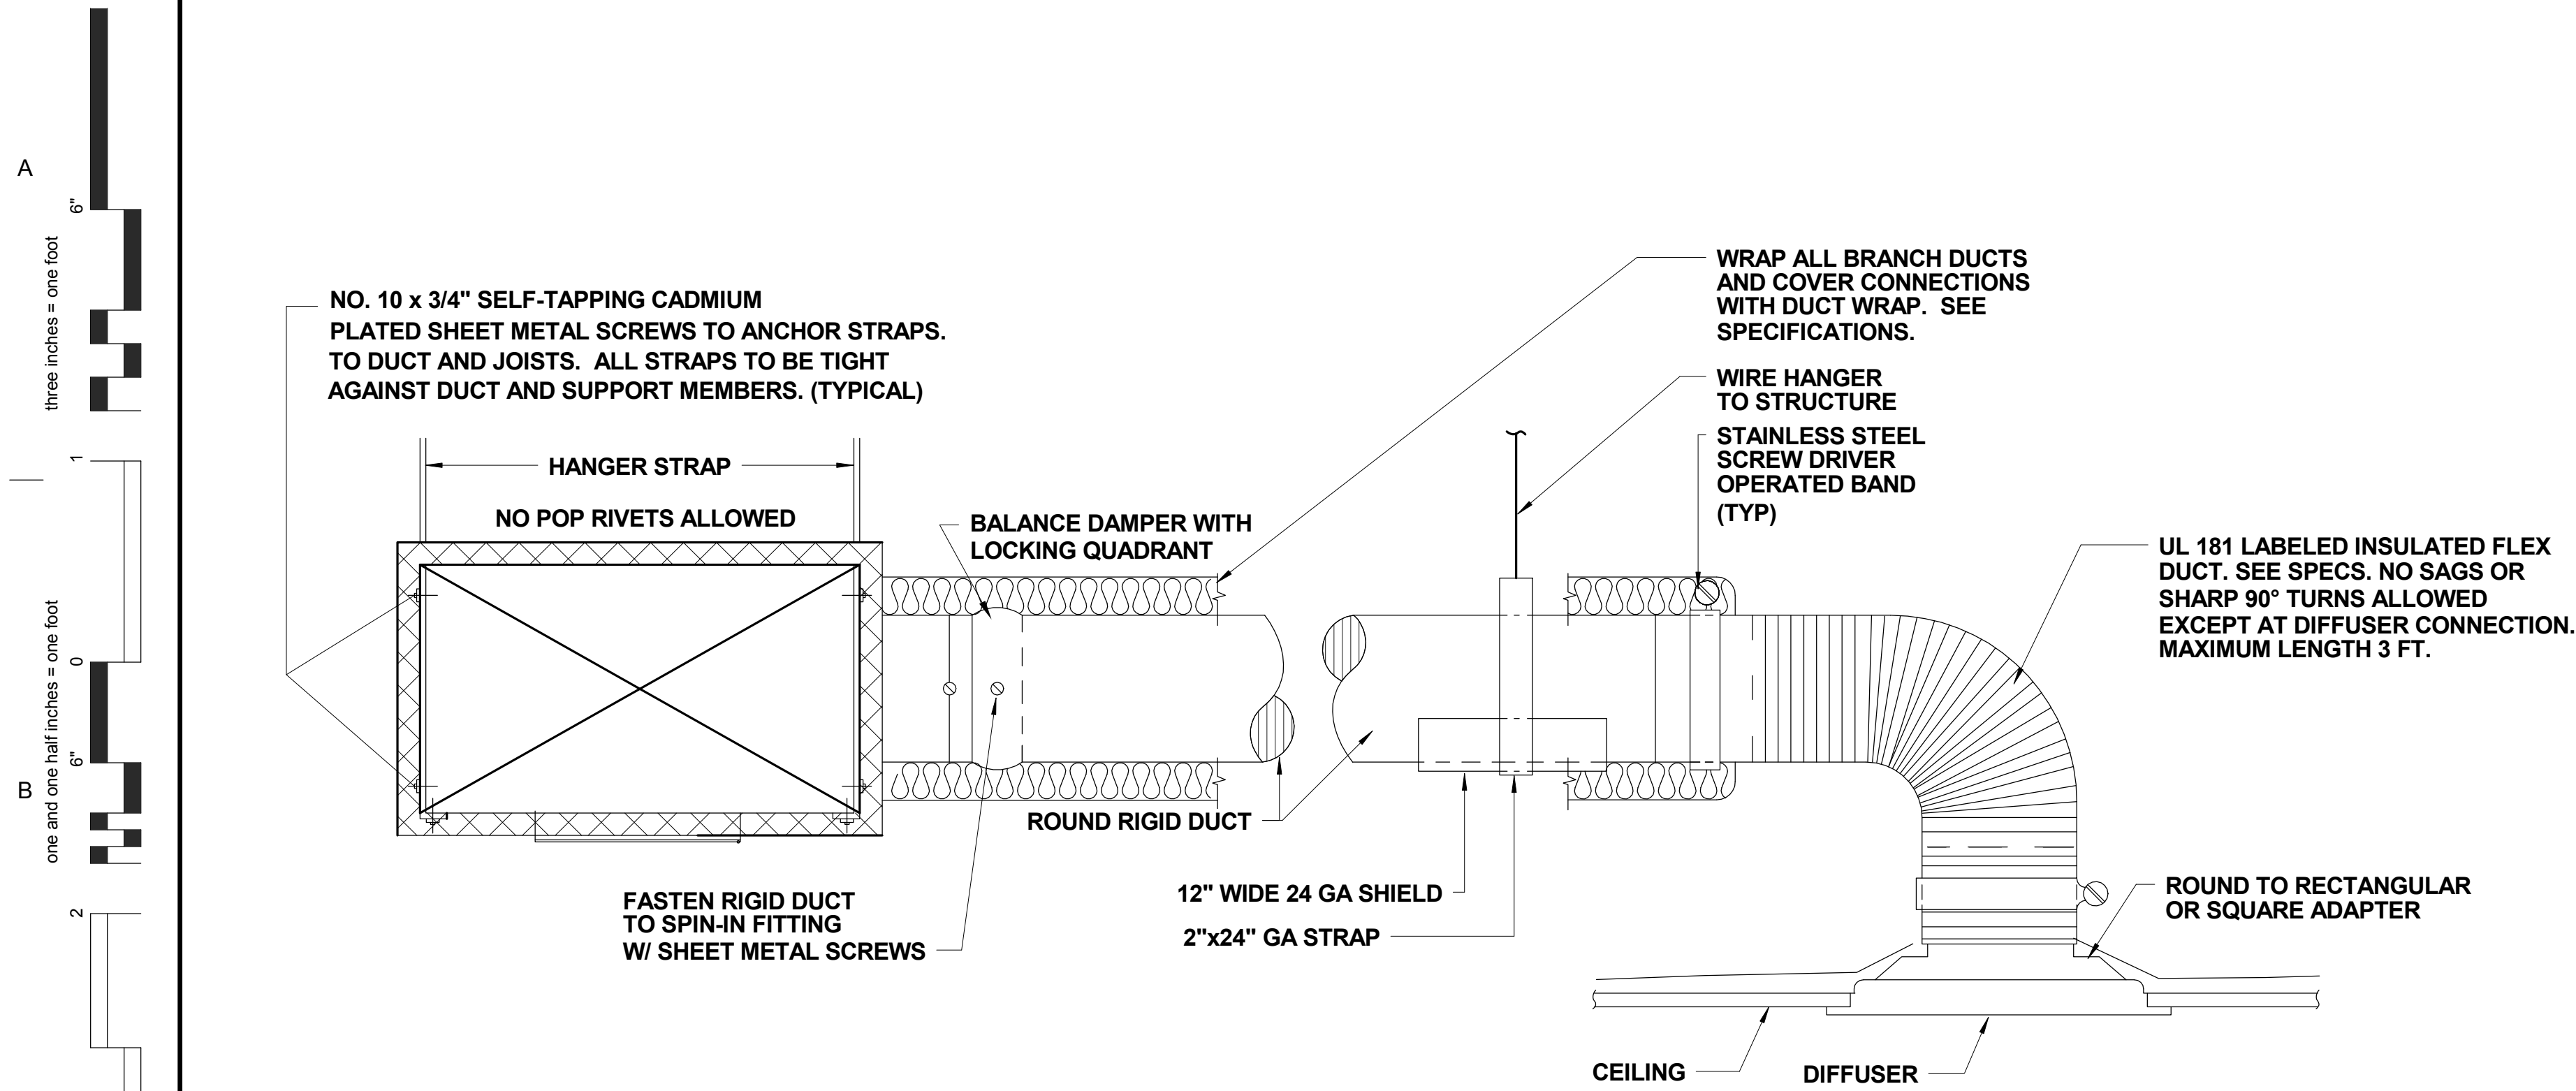 A
6"
three inches = one foot
1
0
one and one half inches = one foot
6"
B
2
NO. 10 x 3/4" SELF-TAPPING CADMIUM
PLATED SHEET METAL SCREWS TO ANCHOR STRAPS.
TO DUCT AND JOISTS.  ALL STRAPS TO BE TIGHT
AGAINST DUCT AND SUPPORT MEMBERS. (TYPICAL)
HANGER STRAP
NO POP RIVETS ALLOWED
BALANCE DAMPER WITH
LOCKING QUADRANT
WRAP ALL BRANCH DUCTS
AND COVER CONNECTIONS
WITH DUCT WRAP.  SEE
SPECIFICATIONS.
WIRE HANGER
TO STRUCTURE
STAINLESS STEEL
SCREW DRIVER
OPERATED BAND
(TYP)
UL 181 LABELED INSULATED FLEX
DUCT. SEE SPECS. NO SAGS OR
SHARP 90° TURNS ALLOWED
EXCEPT AT DIFFUSER CONNECTION.
MAXIMUM LENGTH 3 FT.
ROUND RIGID DUCT
FASTEN RIGID DUCT
TO SPIN-IN FITTING
W/ SHEET METAL SCREWS
12" WIDE 24 GA SHIELD
2"x24" GA STRAP
ROUND TO RECTANGULAR
OR SQUARE ADAPTER
CEILING
DIFFUSER